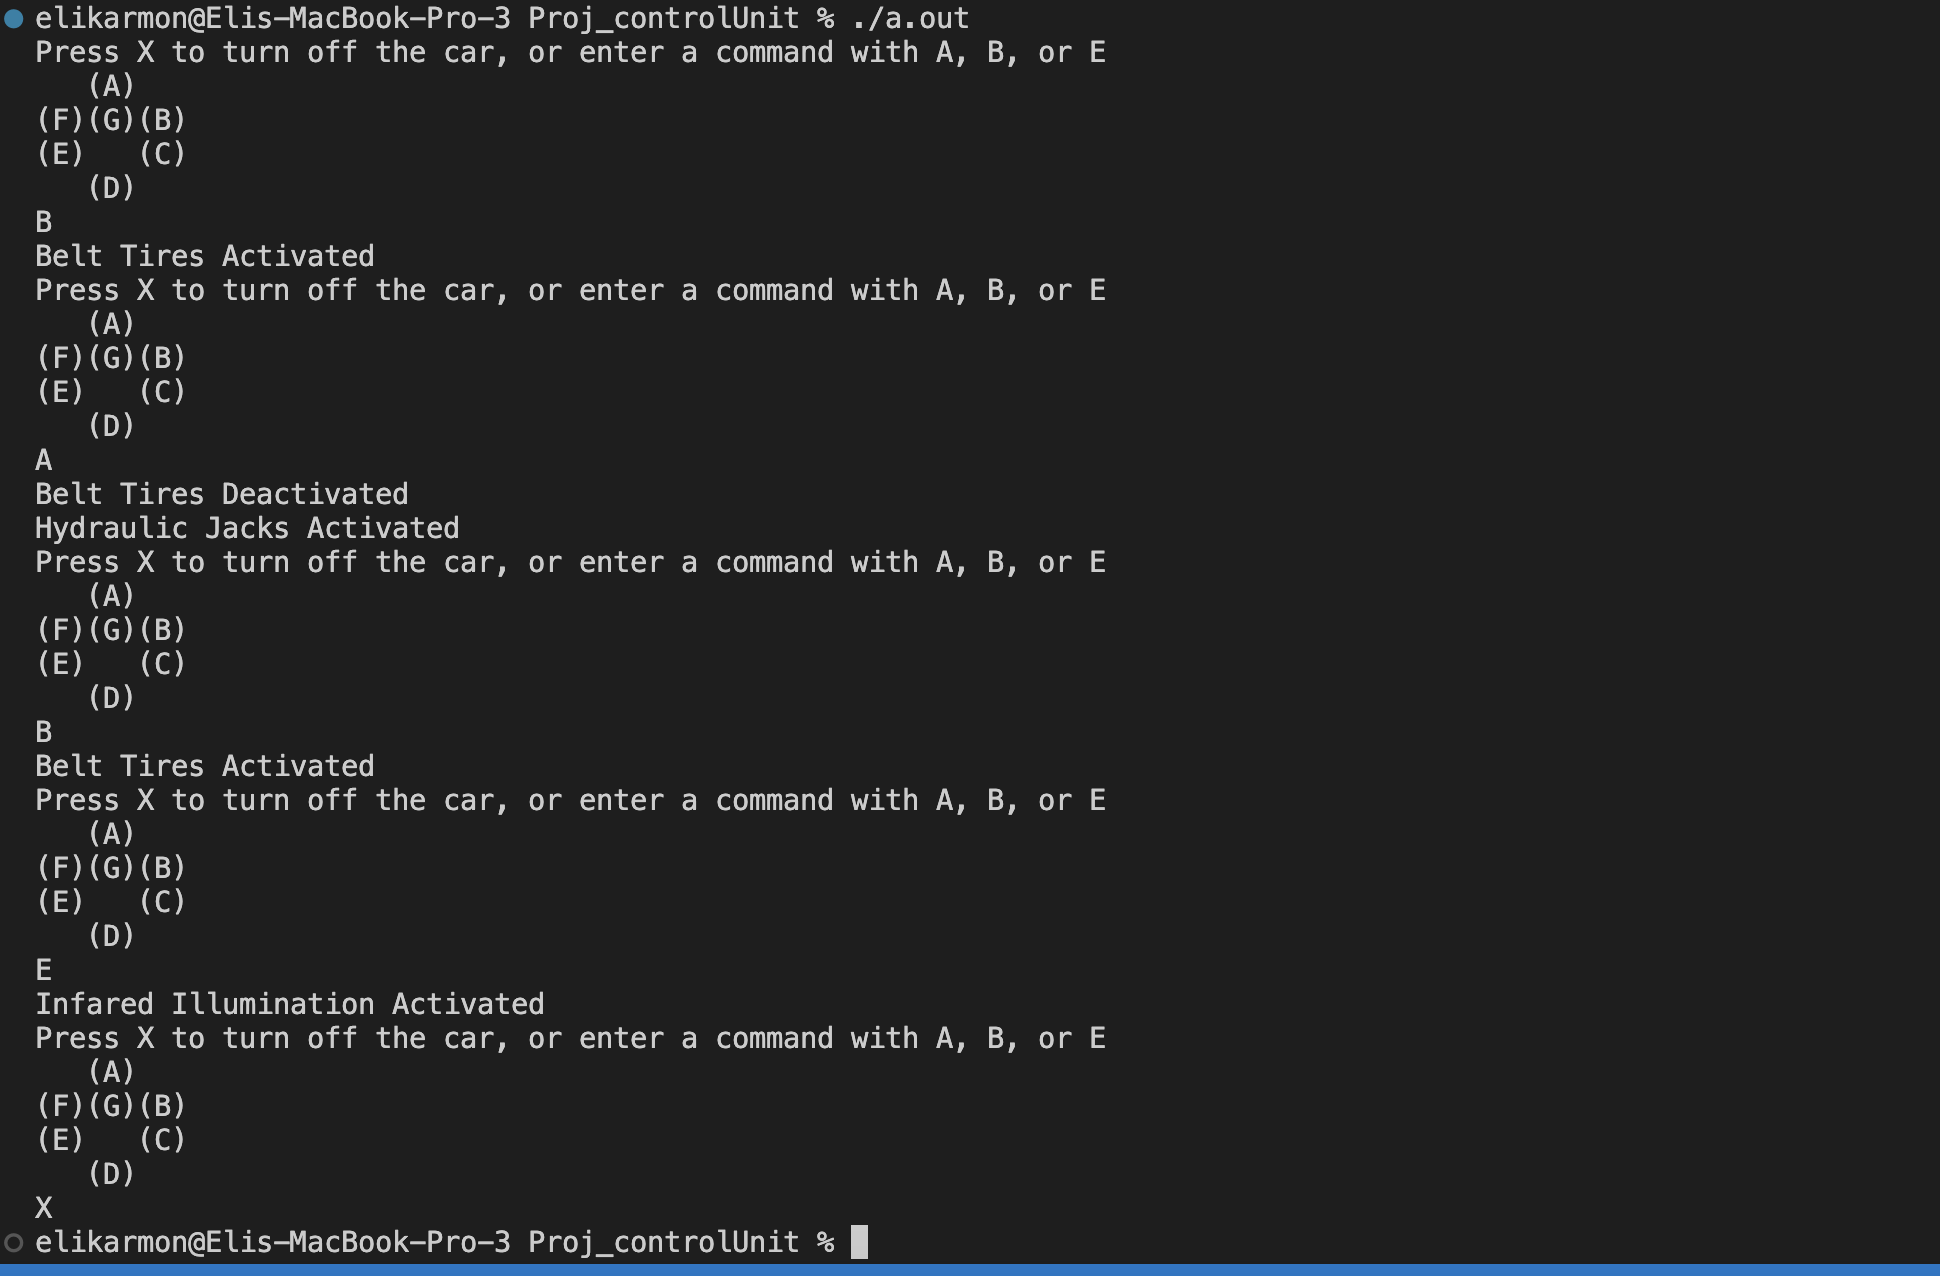 elikarmon@Elis-MacBook-Pro-3 Proj_controlUnit % ./a.out
Press X to turn off the car, or enter a command with A, B, or E
   (A)
(F)(G)(B)
(E)   (C)
   (D)
B
Belt Tires Activated
Press X to turn off the car, or enter a command with A, B, or E
   (A)
(F)(G)(B)
(E)   (C)
   (D)
A
Belt Tires Deactivated
Hydraulic Jacks Activated
Press X to turn off the car, or enter a command with A, B, or E
   (A)
(F)(G)(B)
(E)   (C)
   (D)
B
Belt Tires Activated
Press X to turn off the car, or enter a command with A, B, or E
   (A)
(F)(G)(B)
(E)   (C)
   (D)
E
Infared Illumination Activated
Press X to turn off the car, or enter a command with A, B, or E
   (A)
(F)(G)(B)
(E)   (C)
   (D)
X
elikarmon@Elis-MacBook-Pro-3 Proj_controlUnit %